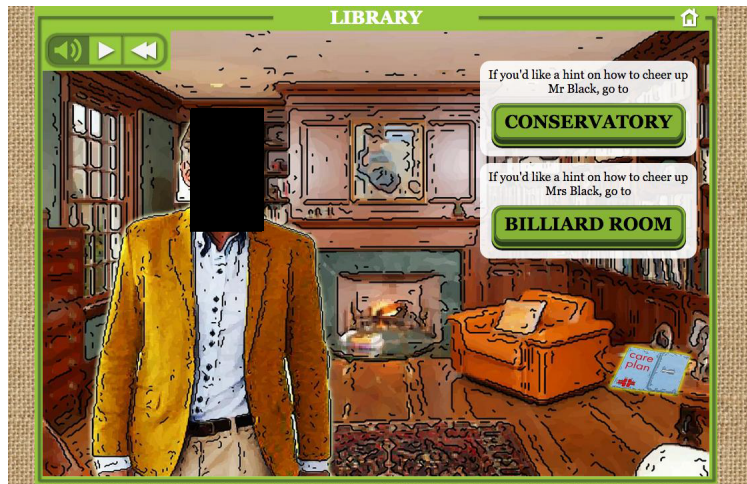 LIBRARY
If you'd like a hint on how to cheer up
Mr Black, go to
CONSERVATORY
If you'd like a hint on how to cheer up
Mrs Black, go to
BILLIARD ROOM
care
plan